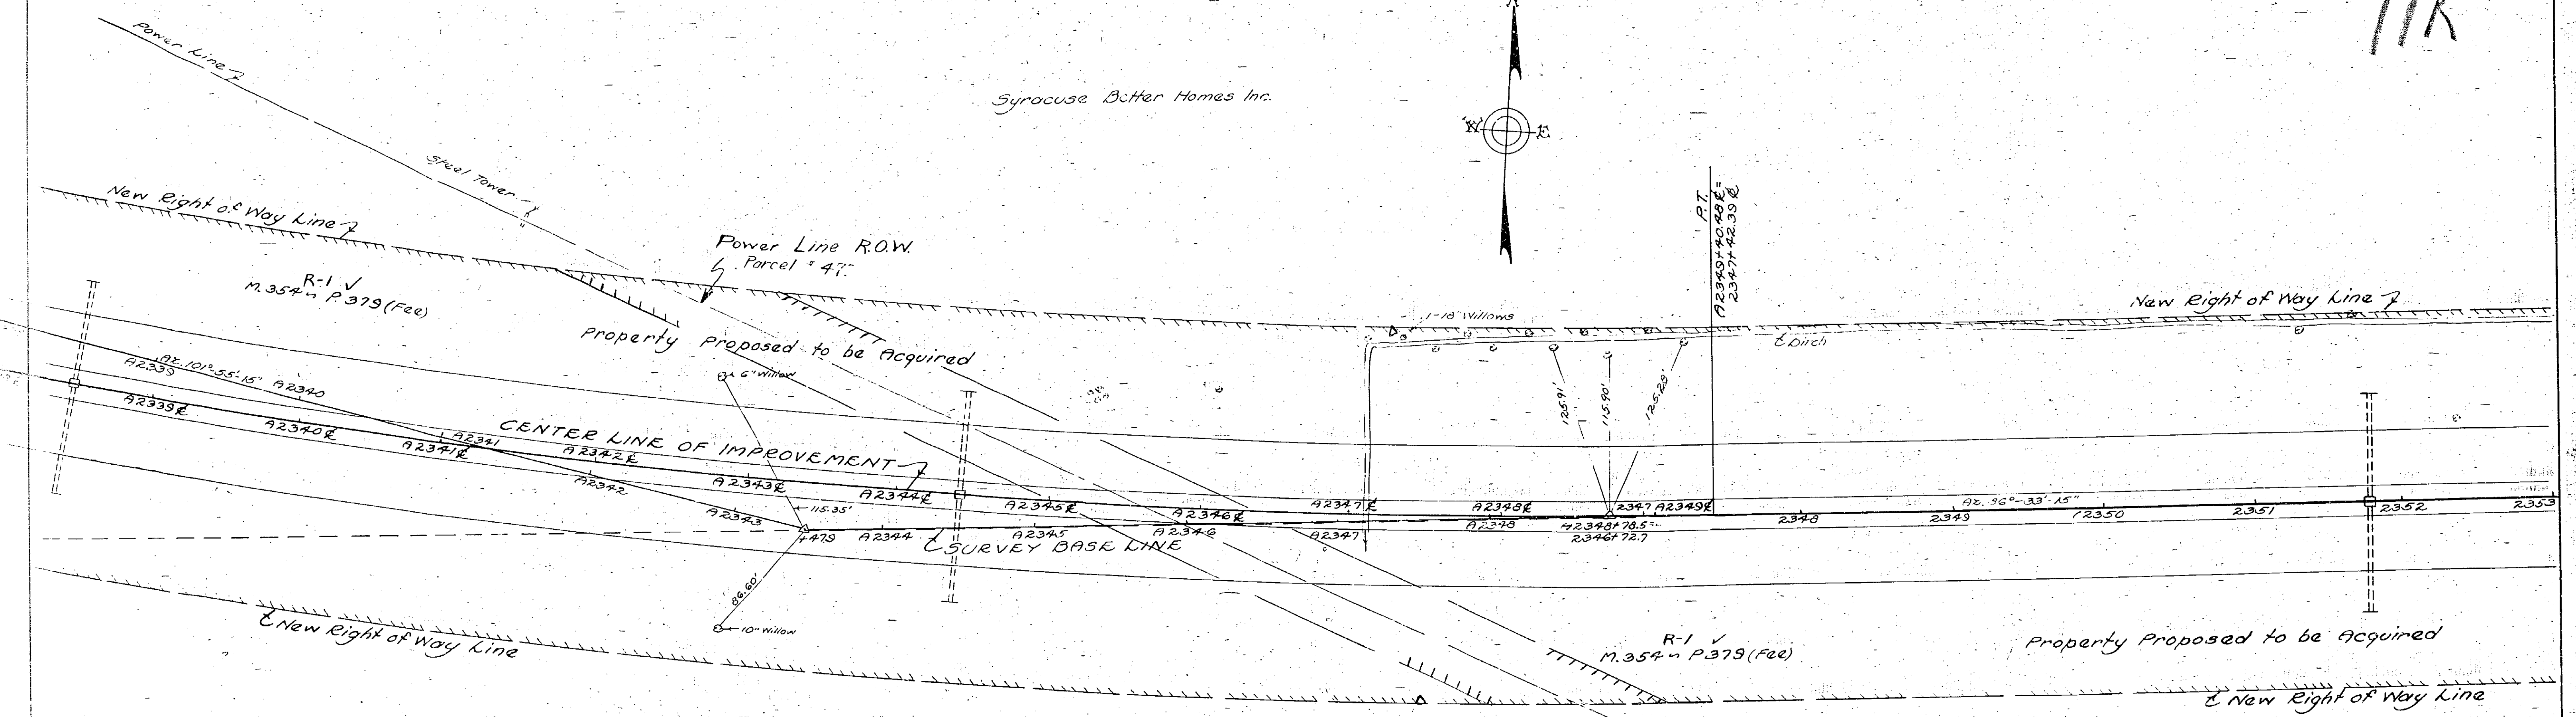 11R
N
W E
Power Line
Syracuse Better Homes Inc.
Steel Tower
New Right of Way Line
Power Line R.O.W.
Parcel # 47
R-1 ✓
M. 354 P. 379 (Fee)
Property Proposed to be Acquired
6" Willow
1-18" Willows
P.T.
A2349+40.48 ℄ =
2347+42.39 ℄
New Right of Way Line
℄ Ditch
125.91'
115.90'
125.29'
Az. 101°-55'-15"
A2339
A2340
A2341
A2342
A2343
A2339 ℄
A2340 ℄
A2341 ℄
A2342 ℄
A2343 ℄
A2344 ℄
A2345 ℄
A2346 ℄
A2347 ℄
A2348 ℄
2347
A2349 ℄
CENTER LINE OF IMPROVEMENT
115.35'
Az. 96°-33'-15"
+479
A2344
A2345
A2346
A2347
A2348
A2348+78.5=
2346+72.7
2348
2349
2350
2351
2352
2353
SURVEY BASE LINE
86.60'
10" Willow
New Right of Way Line
R-1 ✓
M. 354 P. 379 (Fee)
Property Proposed to be Acquired
New Right of Way Line